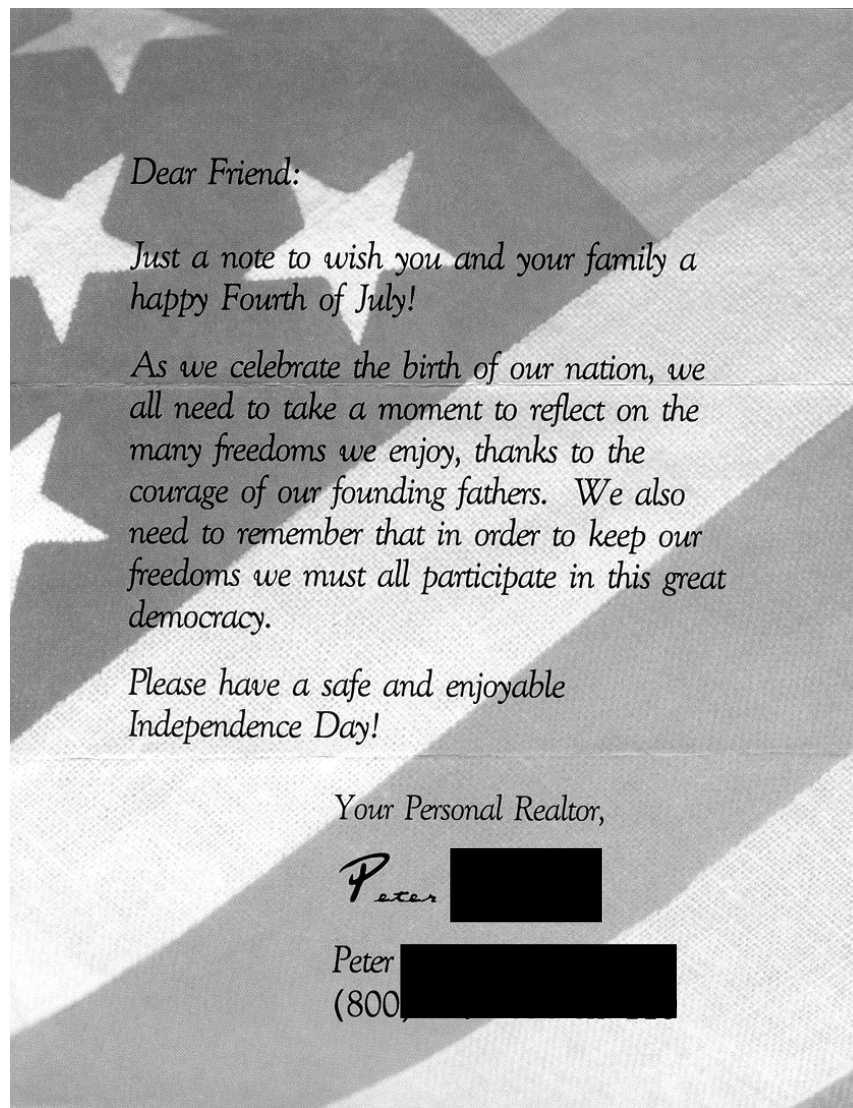 Dear Friend:
Just a note to wish you and your family a
happy Fourth of July!
As we celebrate the birth of our nation, we
all need to take a moment to reflect on the
many freedoms we enjoy, thanks to the
courage of our founding fathers.  We also
need to remember that in order to keep our
freedoms we must all participate in this great
democracy.
Please have a safe and enjoyable
Independence Day!
Your Personal Realtor,
Peter
Peter
(800)